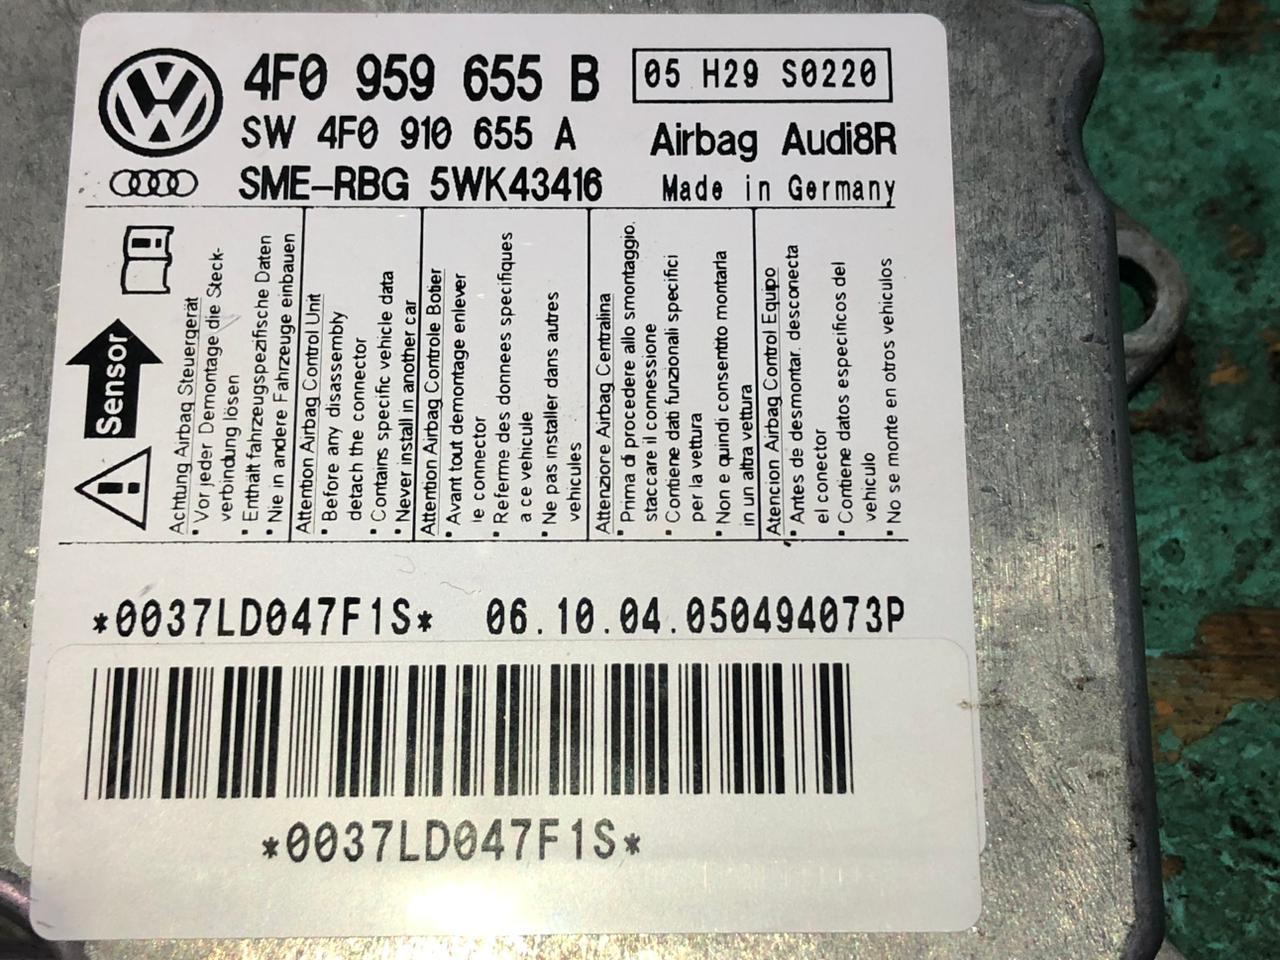 4F0 959 655 B
05 H29 S0220
SW 4F0 910 655 A
Airbag Audi8R
SME-RBG 5WK43416
Made in Germany
Sensor
Achtung Airbag Steuergerät
• Vor jeder Demontage die Steck-
verbindung lösen
• Enthält fahrzeugspezifische Daten
• Nie in andere Fahrzeuge einbauen
Attention Airbag Control Unit
• Before any disassembly
detach the connector
• Contains specific vehicle data
• Never install in another car
Attention Airbag Controle Botier
• Avant tout demontage enlever
le connector
• Referme des donnees specifiques
a ce vehicule
• Ne pas installer dans autres
vehicules
Attenzione Airbag Centralina
• Pnma di procedere allo smontaggio.
staccare il connessione
• Contiene dati funzionali specifici
per la vettura
• Non e quindi consentito montarla
in un altra vettura
Atencion Airbag Control Equipo
• Antes de desmontar. desconecta
el conector
• Contiene datos especificos del
vehiculo
• No se monte en otros vehiculos
*0037LD047F1S* 06.10.04.050494073P
*0037LD047F1S*